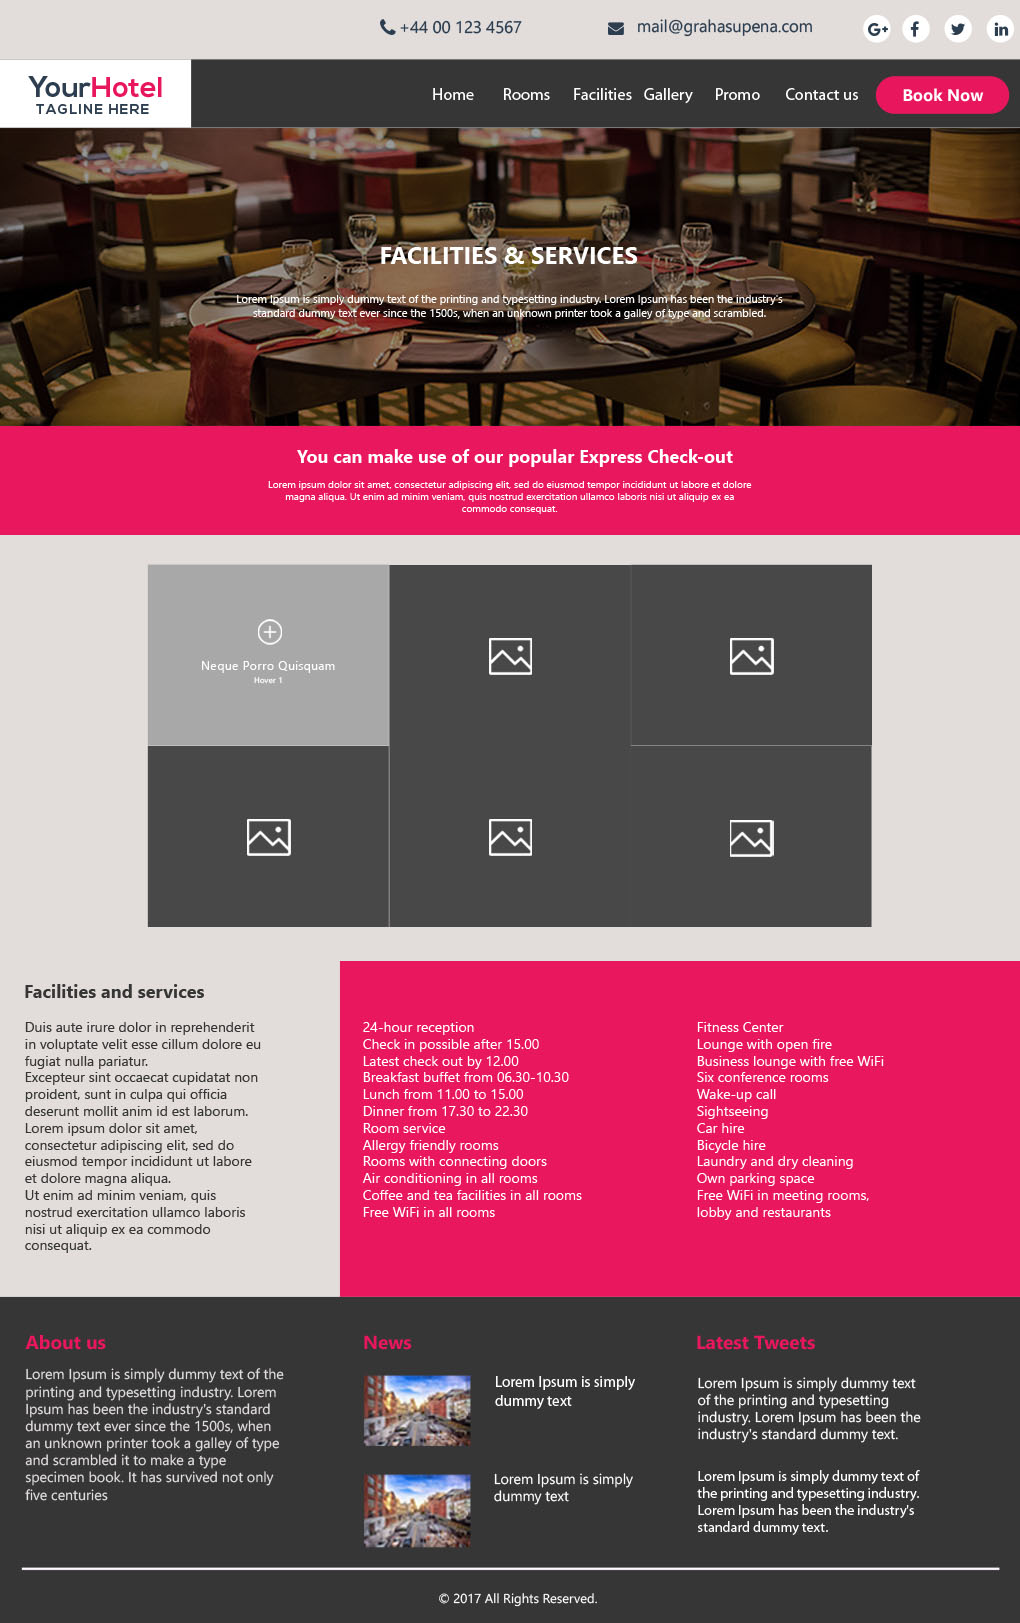 +44 00 123 4567
mail@grahasupena.com
G+
f
in
YourHotel
TAGLINE HERE
Home
Rooms
Facilities
Gallery
Promo
Contact us
Book Now
FACILITIES & SERVICES
Lorem Ipsum is simply dummy text of the printing and typesetting industry. Lorem Ipsum has been the industry's
standard dummy text ever since the 1500s, when an unknown printer took a galley of type and scrambled.
You can make use of our popular Express Check-out
Lorem ipsum dolor sit amet, consectetur adipiscing elit, sed do eiusmod tempor incididunt ut labore et dolore
magna aliqua. Ut enim ad minim veniam, quis nostrud exercitation ullamco laboris nisi ut aliquip ex ea
commodo consequat.
Neque Porro Quisquam
Hover 1
Facilities and services
Duis aute irure dolor in reprehenderit
in voluptate velit esse cillum dolore eu
fugiat nulla pariatur.
Excepteur sint occaecat cupidatat non
proident, sunt in culpa qui officia
deserunt mollit anim id est laborum.
Lorem ipsum dolor sit amet,
consectetur adipiscing elit, sed do
eiusmod tempor incididunt ut labore
et dolore magna aliqua.
Ut enim ad minim veniam, quis
nostrud exercitation ullamco laboris
nisi ut aliquip ex ea commodo
consequat.
24-hour reception
Check in possible after 15.00
Latest check out by 12.00
Breakfast buffet from 06.30-10.30
Lunch from 11.00 to 15.00
Dinner from 17.30 to 22.30
Room service
Allergy friendly rooms
Rooms with connecting doors
Air conditioning in all rooms
Coffee and tea facilities in all rooms
Free WiFi in all rooms
Fitness Center
Lounge with open fire
Business lounge with free WiFi
Six conference rooms
Wake-up call
Sightseeing
Car hire
Bicycle hire
Laundry and dry cleaning
Own parking space
Free WiFi in meeting rooms,
lobby and restaurants
About us
Lorem Ipsum is simply dummy text of the
printing and typesetting industry. Lorem
Ipsum has been the industry's standard
dummy text ever since the 1500s, when
an unknown printer took a galley of type
and scrambled it to make a type
specimen book. It has survived not only
five centuries
News
Lorem Ipsum is simply
dummy text
Lorem Ipsum is simply
dummy text
Latest Tweets
Lorem Ipsum is simply dummy text
of the printing and typesetting
industry. Lorem Ipsum has been the
industry's standard dummy text.
Lorem Ipsum is simply dummy text of
the printing and typesetting industry.
Lorem Ipsum has been the industry's
standard dummy text.
© 2017 All Rights Reserved.